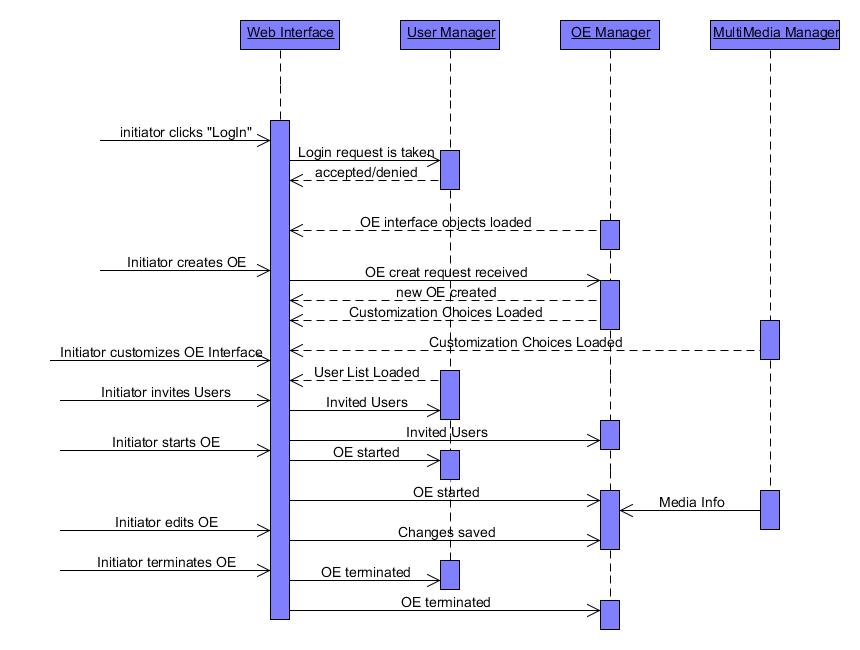 Web Interface
User Manager
OE Manager
MultiMedia Manager
initiator clicks "LogIn"
Login request is taken
accepted/denied
OE interface objects loaded
Initiator creates OE
OE creat request received
new OE created
Customization Choices Loaded
Customization Choices Loaded
Initiator customizes OE Interface
User List Loaded
Initiator invites Users
Invited Users
Invited Users
Initiator starts OE
OE started
OE started
Media Info
Initiator edits OE
Changes saved
Initiator terminates OE
OE terminated
OE terminated